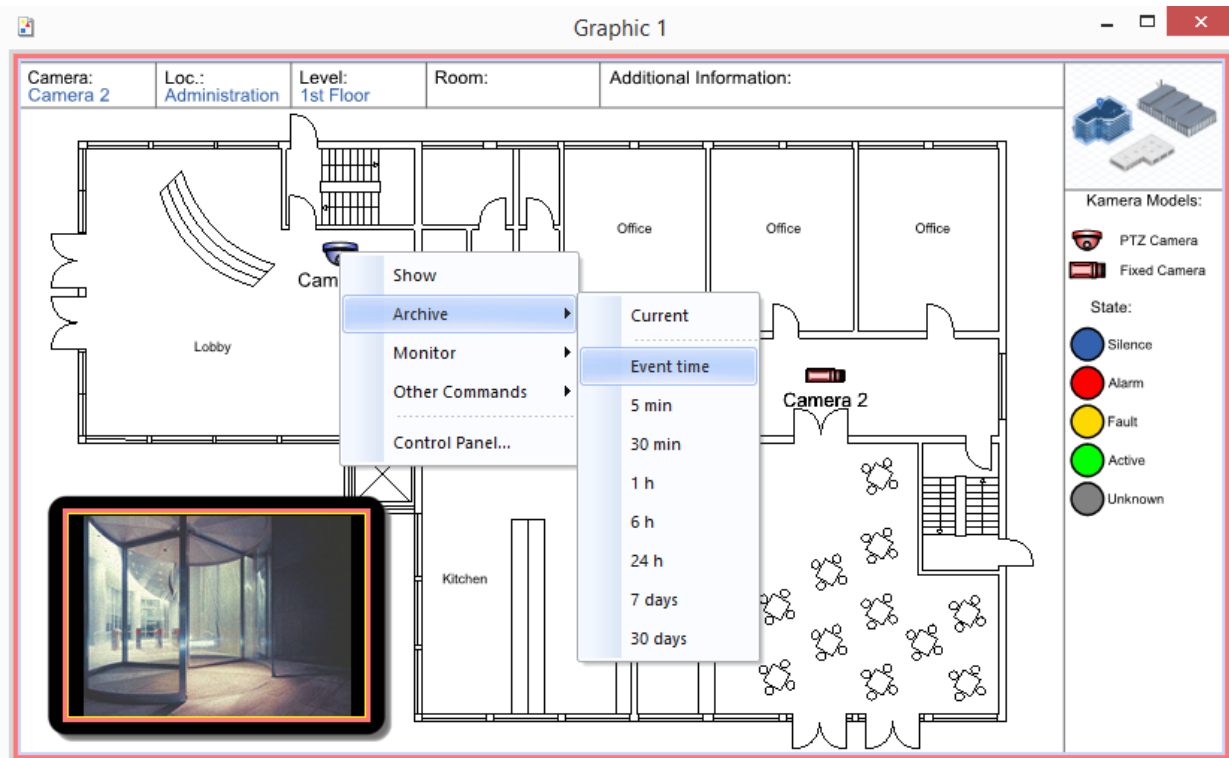 Graphic 1
Camera:
Camera 2
Loc.:
Administration
Level:
1st Floor
Room:
Additional Information:
Kamera Models:
PTZ Camera
Fixed Camera
State:
Silence
Alarm
Fault
Active
Unknown
Office
Office
Office
Lobby
Cam
Show
Archive
Monitor
Other Commands
Control Panel...
Current
Event time
5 min
30 min
1 h
6 h
24 h
7 days
30 days
Camera 2
Kitchen